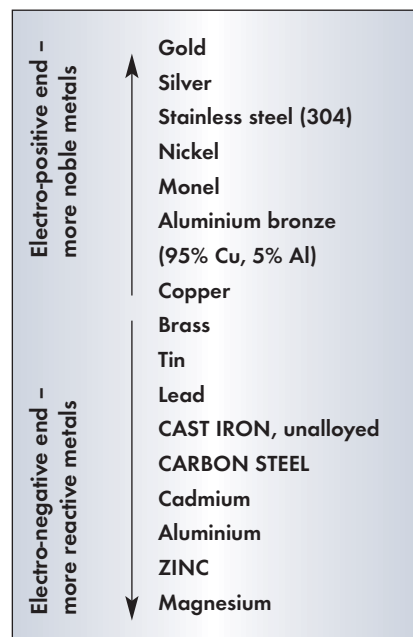 Electro-positive end –
more noble metals
Gold
Silver
Stainless steel (304)
Nickel
Monel
Aluminium bronze
(95% Cu, 5% Al)
Copper
Electro-negative end –
more reactive metals
Brass
Tin
Lead
CAST IRON, unalloyed
CARBON STEEL
Cadmium
Aluminium
ZINC
Magnesium